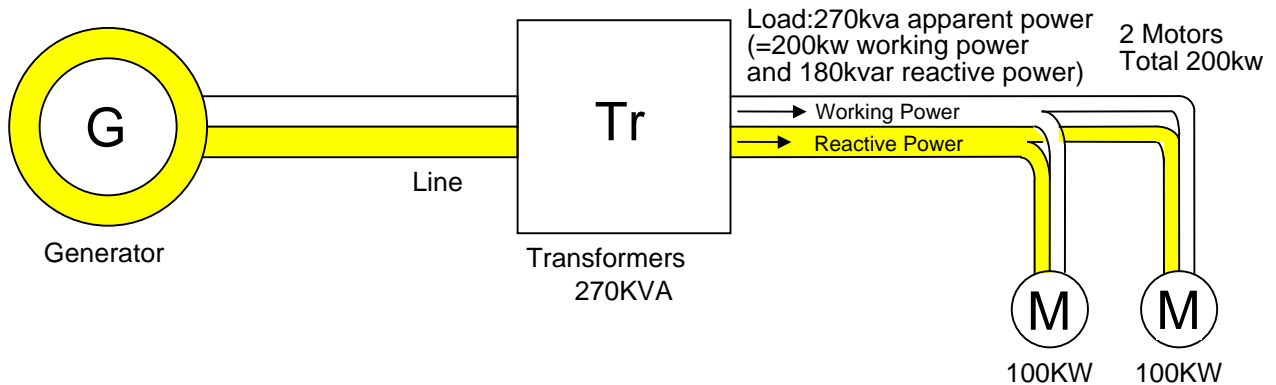 Load:270kva apparent power
(=200kw working power
and 180kvar reactive power)
2 Motors
Total 200kw
G
Tr
Working Power
Reactive Power
Line
Generator
Transformers
270KVA
M
M
100KW
100KW